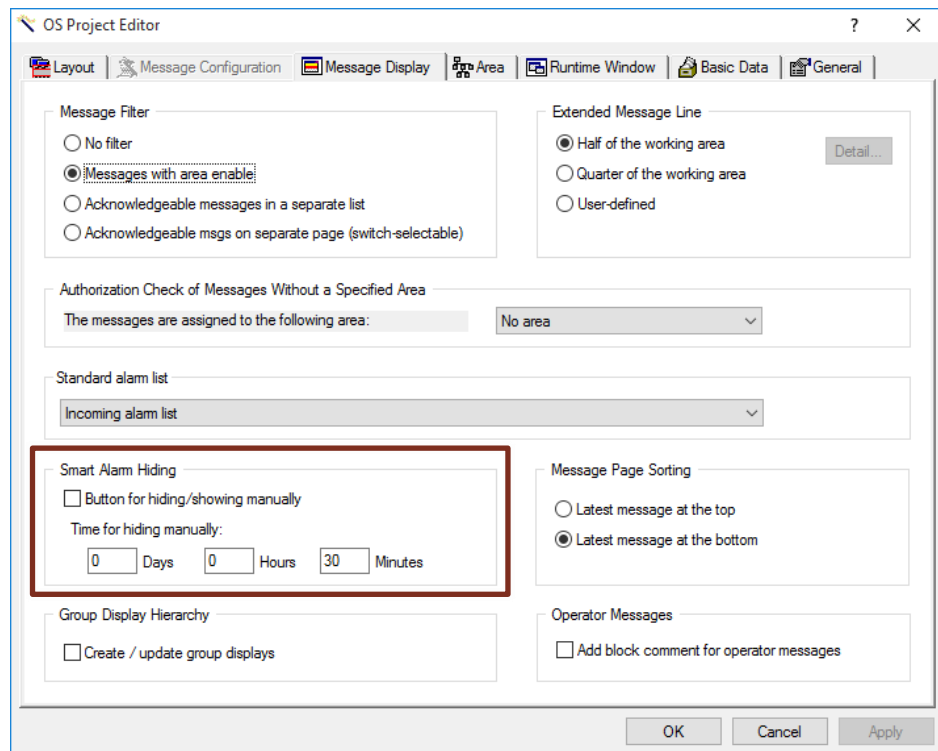 OS Project Editor
?
Layout
Message Configuration
Message Display
Area
Runtime Window
Basic Data
General
Message Filter
No filter
Messages with area enable
Acknowledgeable messages in a separate list
Acknowledgeable msgs on separate page (switch-selectable)
Extended Message Line
Half of the working area
Detail...
Quarter of the working area
User-defined
Authorization Check of Messages Without a Specified Area
The messages are assigned to the following area:
No area
Standard alarm list
Incoming alarm list
Smart Alarm Hiding
Button for hiding/showing manually
Time for hiding manually:
0 Days 0 Hours 30 Minutes
Message Page Sorting
Latest message at the top
Latest message at the bottom
Group Display Hierarchy
Create / update group displays
Operator Messages
Add block comment for operator messages
OK
Cancel
Apply